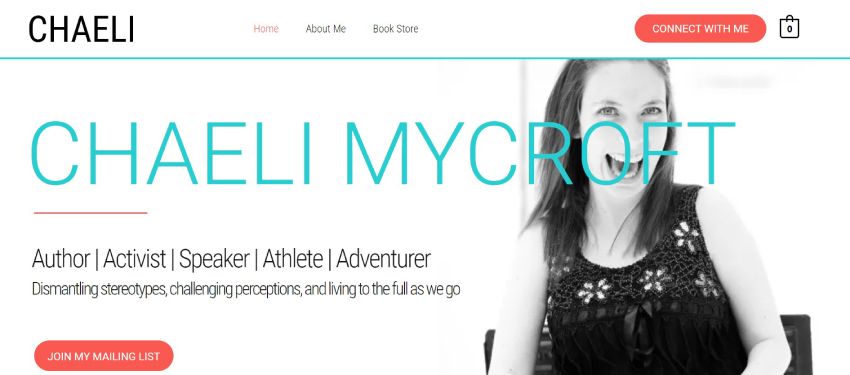 CHAELI
Home About Me Book Store
CONNECT WITH ME
0
CHAELI MYCROFT
Author | Activist | Speaker | Athlete | Adventurer
Dismantling stereotypes, challenging perceptions, and living to the full as we go
JOIN MY MAILING LIST